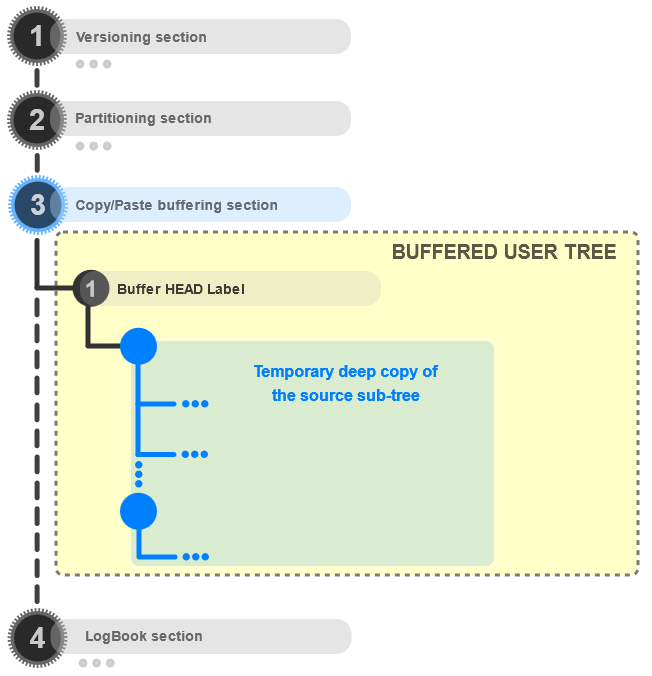 1
Versioning section
2
Partitioning section
3
Copy/Paste buffering section
BUFFERED USER TREE
1
Buffer HEAD Label
Temporary deep copy of
the source sub-tree
4
LogBook section